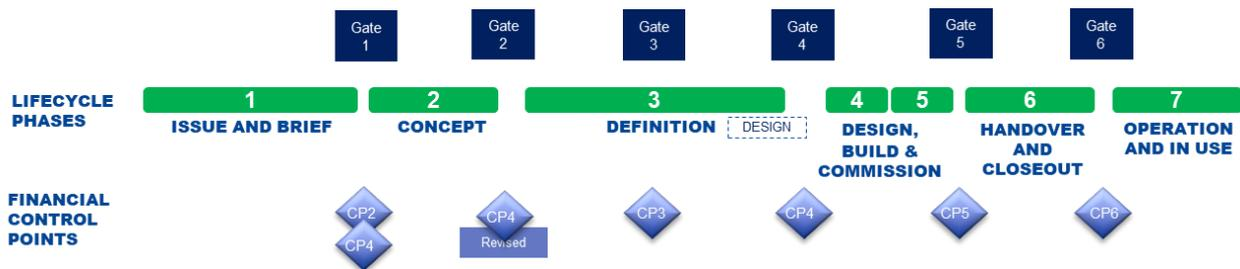 Gate
1
Gate
2
Gate
3
Gate
4
Gate
5
Gate
6
LIFECYCLE
PHASES
1
2
3
4
5
6
7
ISSUE AND BRIEF
CONCEPT
DEFINITION
DESIGN
DESIGN,
BUILD &
COMMISSION
HANDOVER
AND
CLOSEOUT
OPERATION
AND IN USE
FINANCIAL
CONTROL
POINTS
CP2
CP4
CP4
Revised
CP3
CP4
CP5
CP6